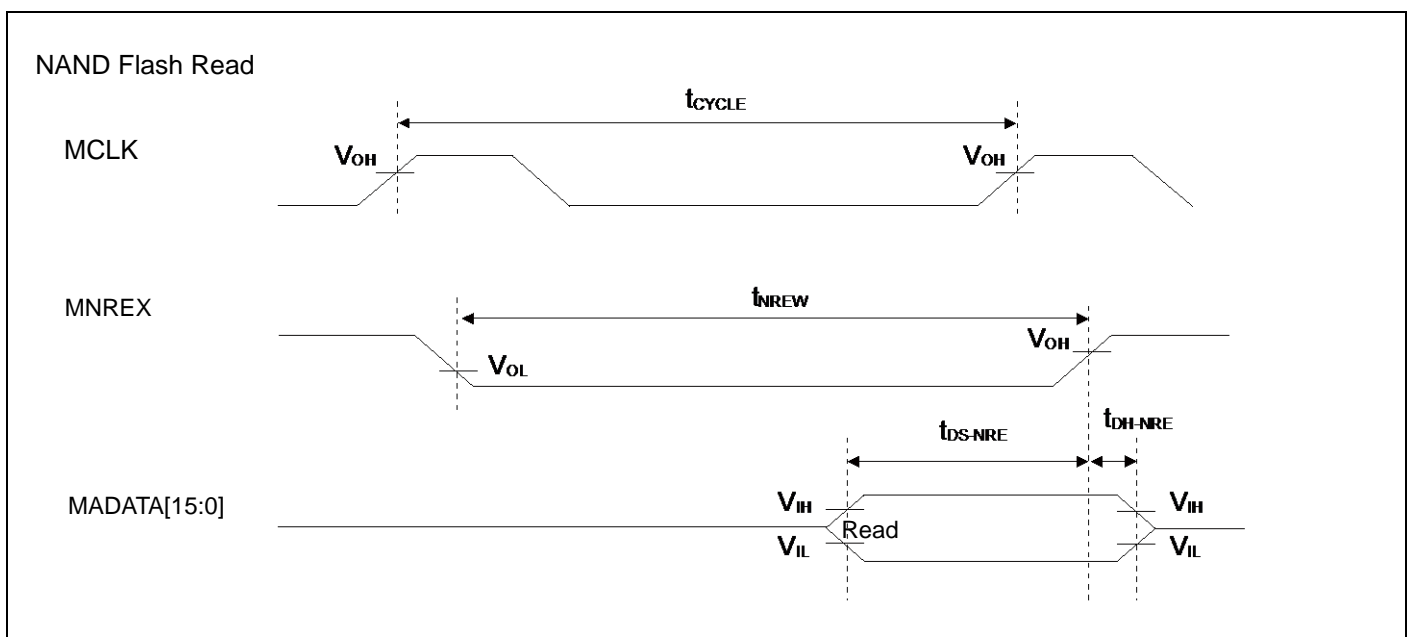 NAND Flash Read
tCYCLE
MCLK
VOH
VOH
MNREX
tNREW
VOH
VOL
tDS-NRE
tDH-NRE
MADATA[15:0]
VIH
VIH
Read
VIL
VIL